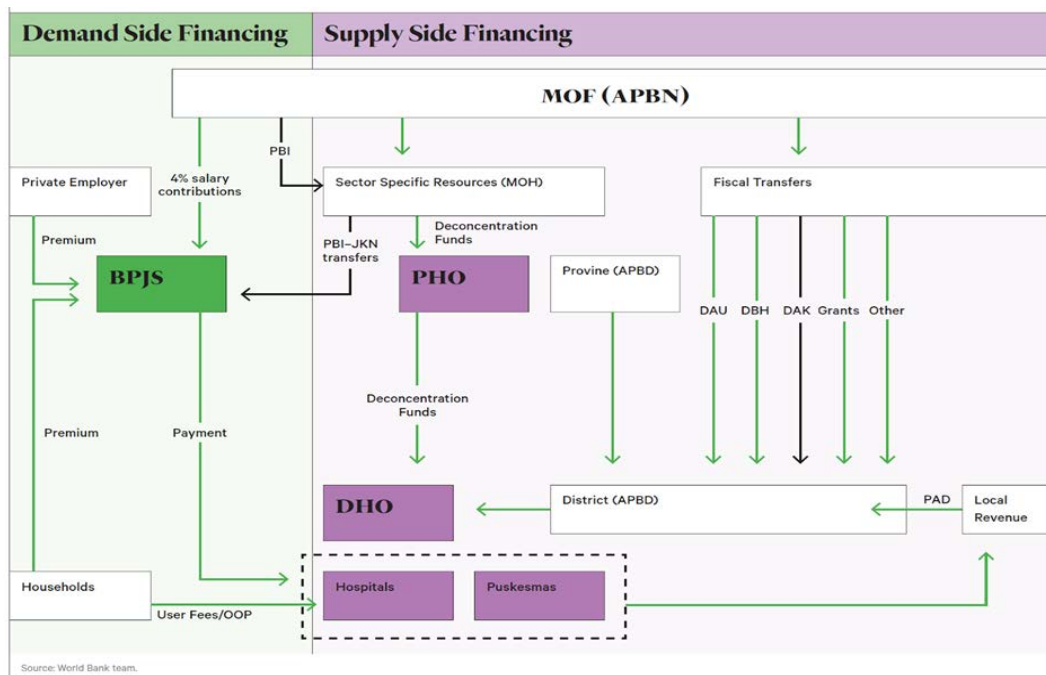 Demand Side Financing
Supply Side Financing
MOF (APBN)
PBI
4% salary
contributions
Private Employer
Sector Specific Resources (MOH)
Fiscal Transfers
Premium
Deconcentration
Funds
PBI–JKN
transfers
BPJS
PHO
Provine (APBD)
DAU
DBH
DAK
Grants
Other
Deconcentration
Funds
Premium
Payment
DHO
District (APBD)
PAD
Local
Revenue
Households
Hospitals
Puskesmas
User Fees/OOP
Source: World Bank team.